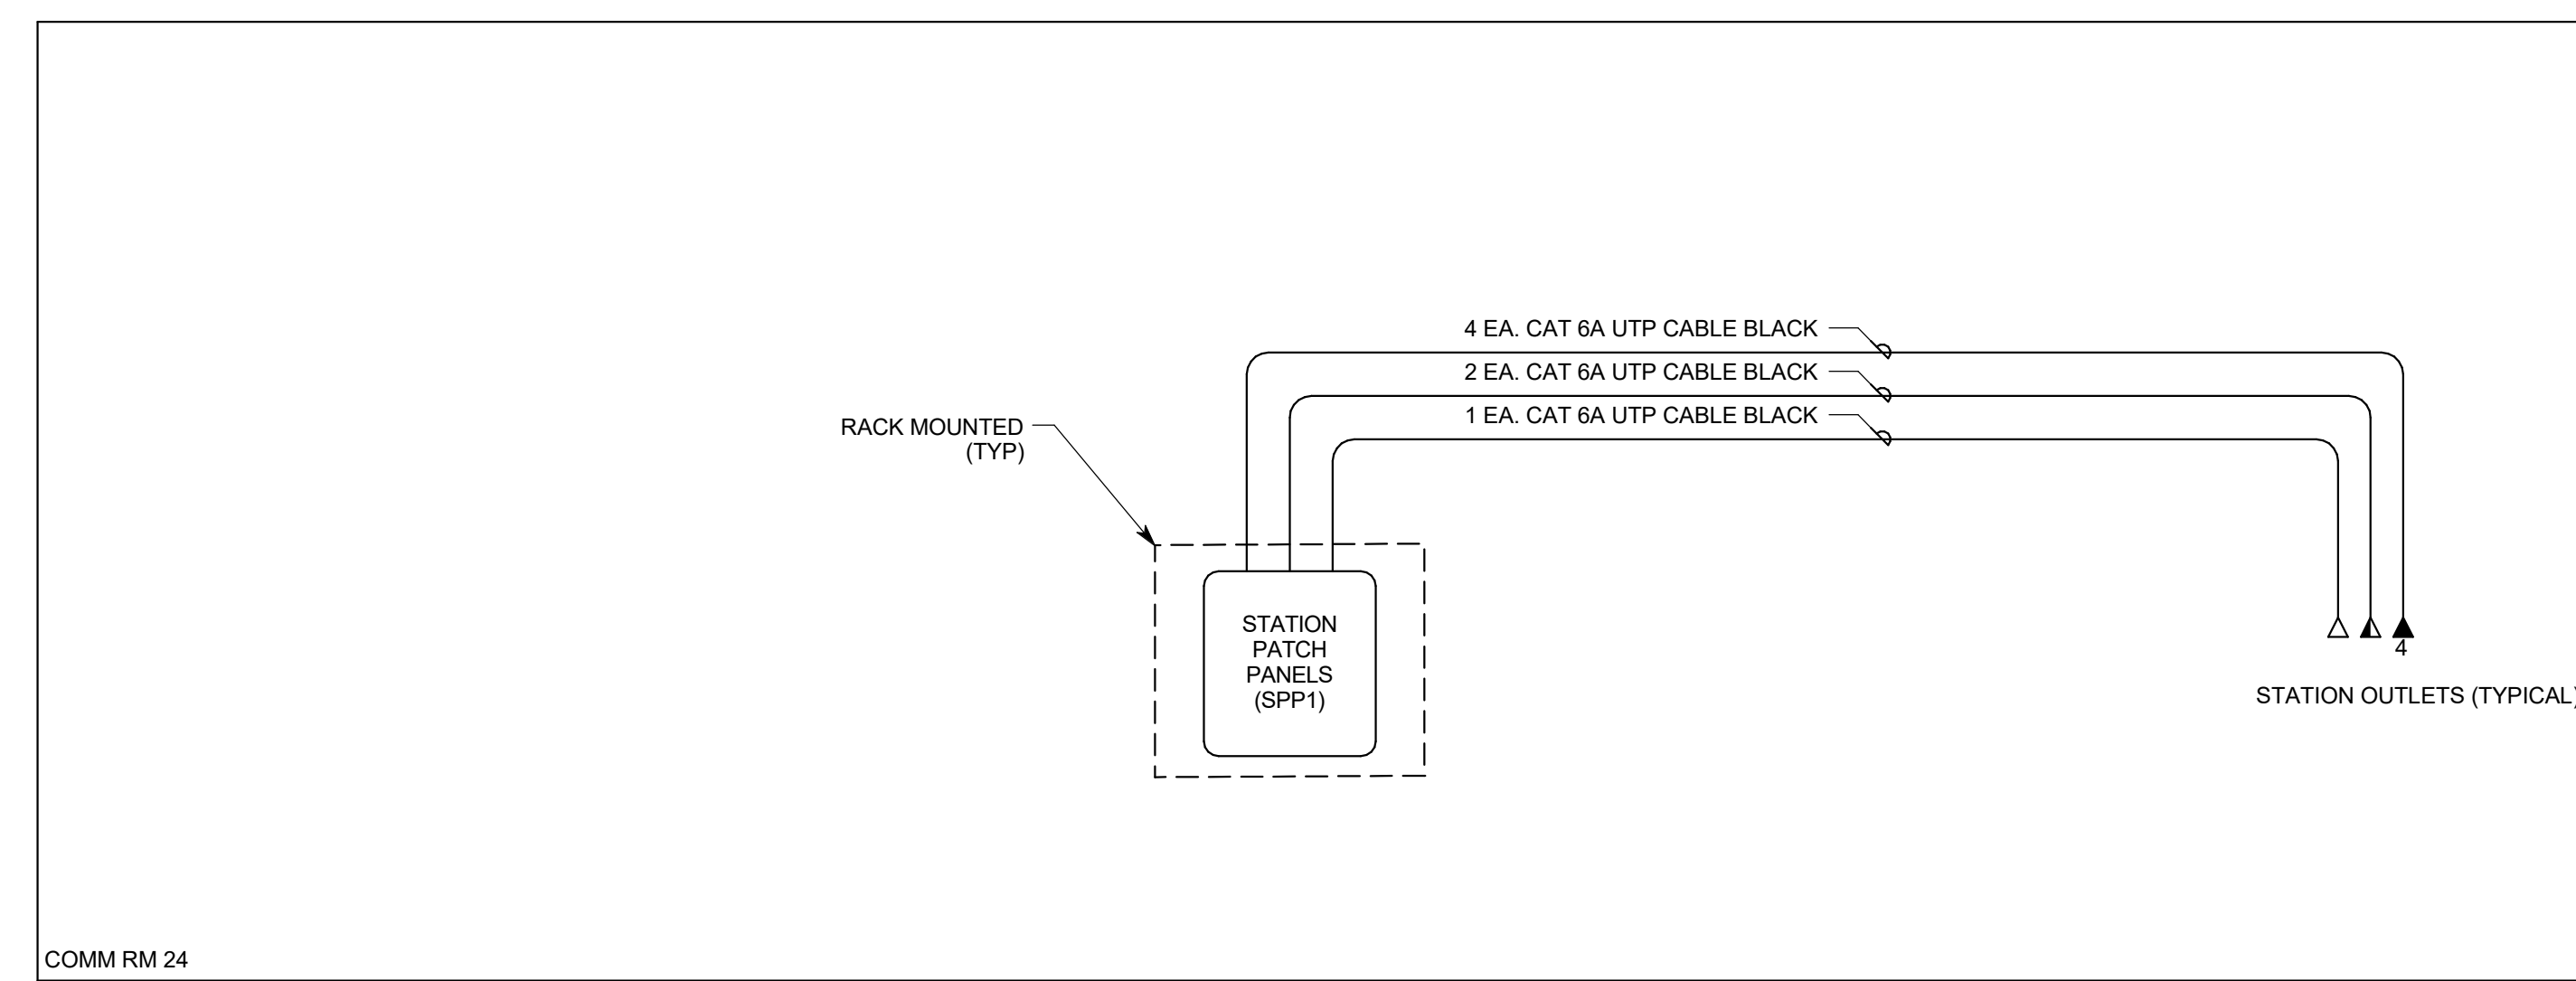 4 EA. CAT 6A UTP CABLE BLACK
2 EA. CAT 6A UTP CABLE BLACK
1 EA. CAT 6A UTP CABLE BLACK
RACK MOUNTED
(TYP)
STATION
PATCH
PANELS
(SPP1)
4
STATION OUTLETS (TYPICAL)
COMM RM 24